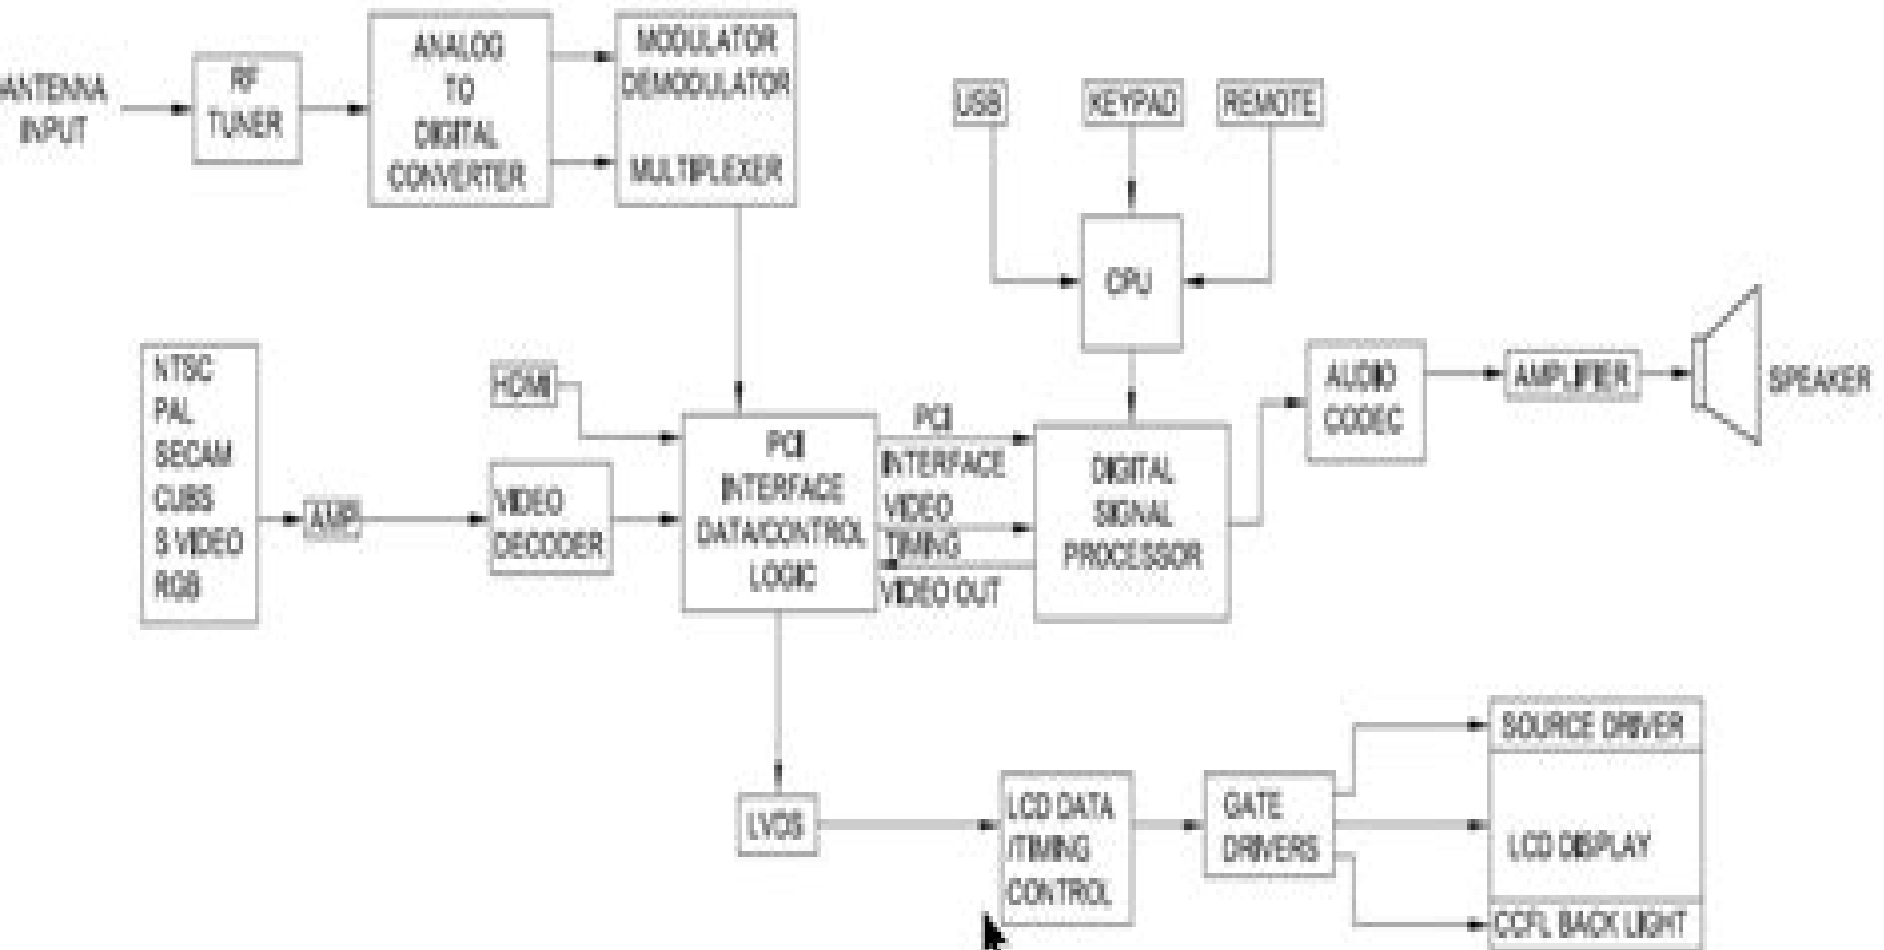 ANTENNA
INPUT
RF
TUNER
ANALOG
TO
DIGITAL
CONVERTER
MODULATOR
DEMODULATOR
MULTIPLEXER
USB
KEYPAD
REMOTE
CPU
NTSC
PAL
SECAM
CUBS
S VIDEO
RGB
AMP
HDMI
VIDEO
DECODER
PCI
INTERFACE
DATA/CONTROL
LOGIC
PCI
INTERFACE
VIDEO
TIMING
VIDEO OUT
DIGITAL
SIGNAL
PROCESSOR
AUDIO
CODEC
AMPLIFIER
SPEAKER
LVDS
LCD DATA
/TIMING
CONTROL
GATE
DRIVERS
SOURCE DRIVER
LCD DISPLAY
CCFL BACK LIGHT